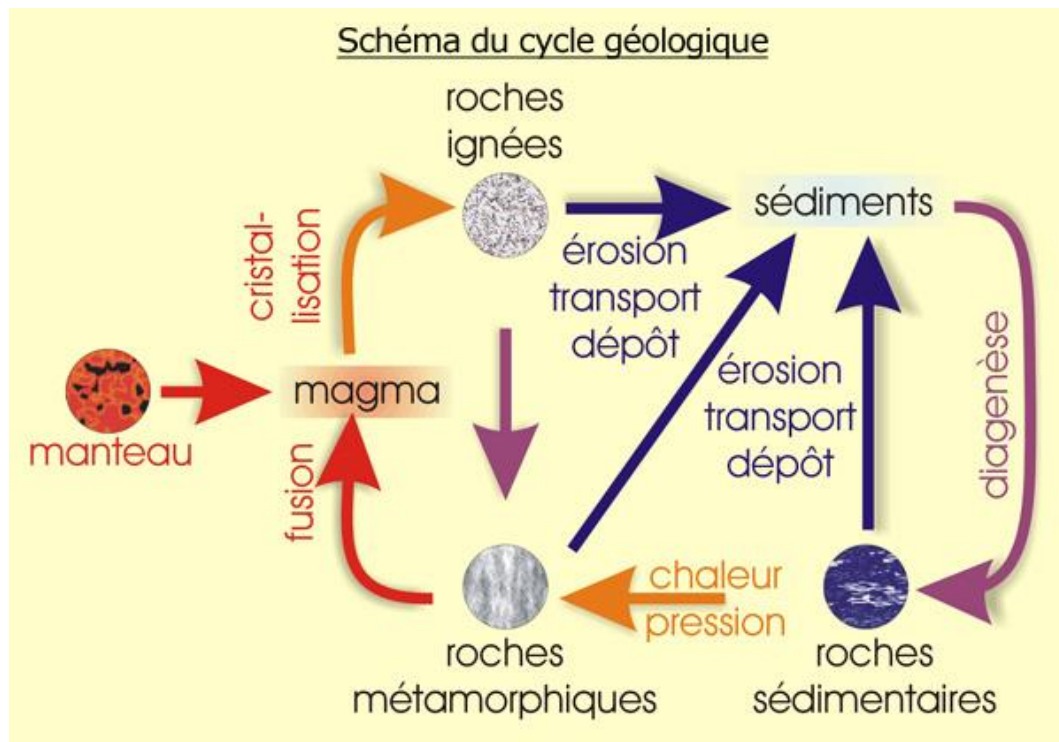 Schéma du cycle géologique
roches
ignées
sédiments
cristal-
lisation
érosion
transport
dépôt
magma
manteau
érosion
transport
dépôt
diagenèse
fusion
chaleur
pression
roches
métamorphiques
roches
sédimentaires